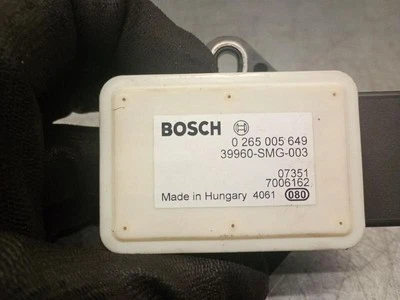 BOSCH
0 265 005 649
39960-SMG-003
07351
7006162
Made in Hungary 4061 080